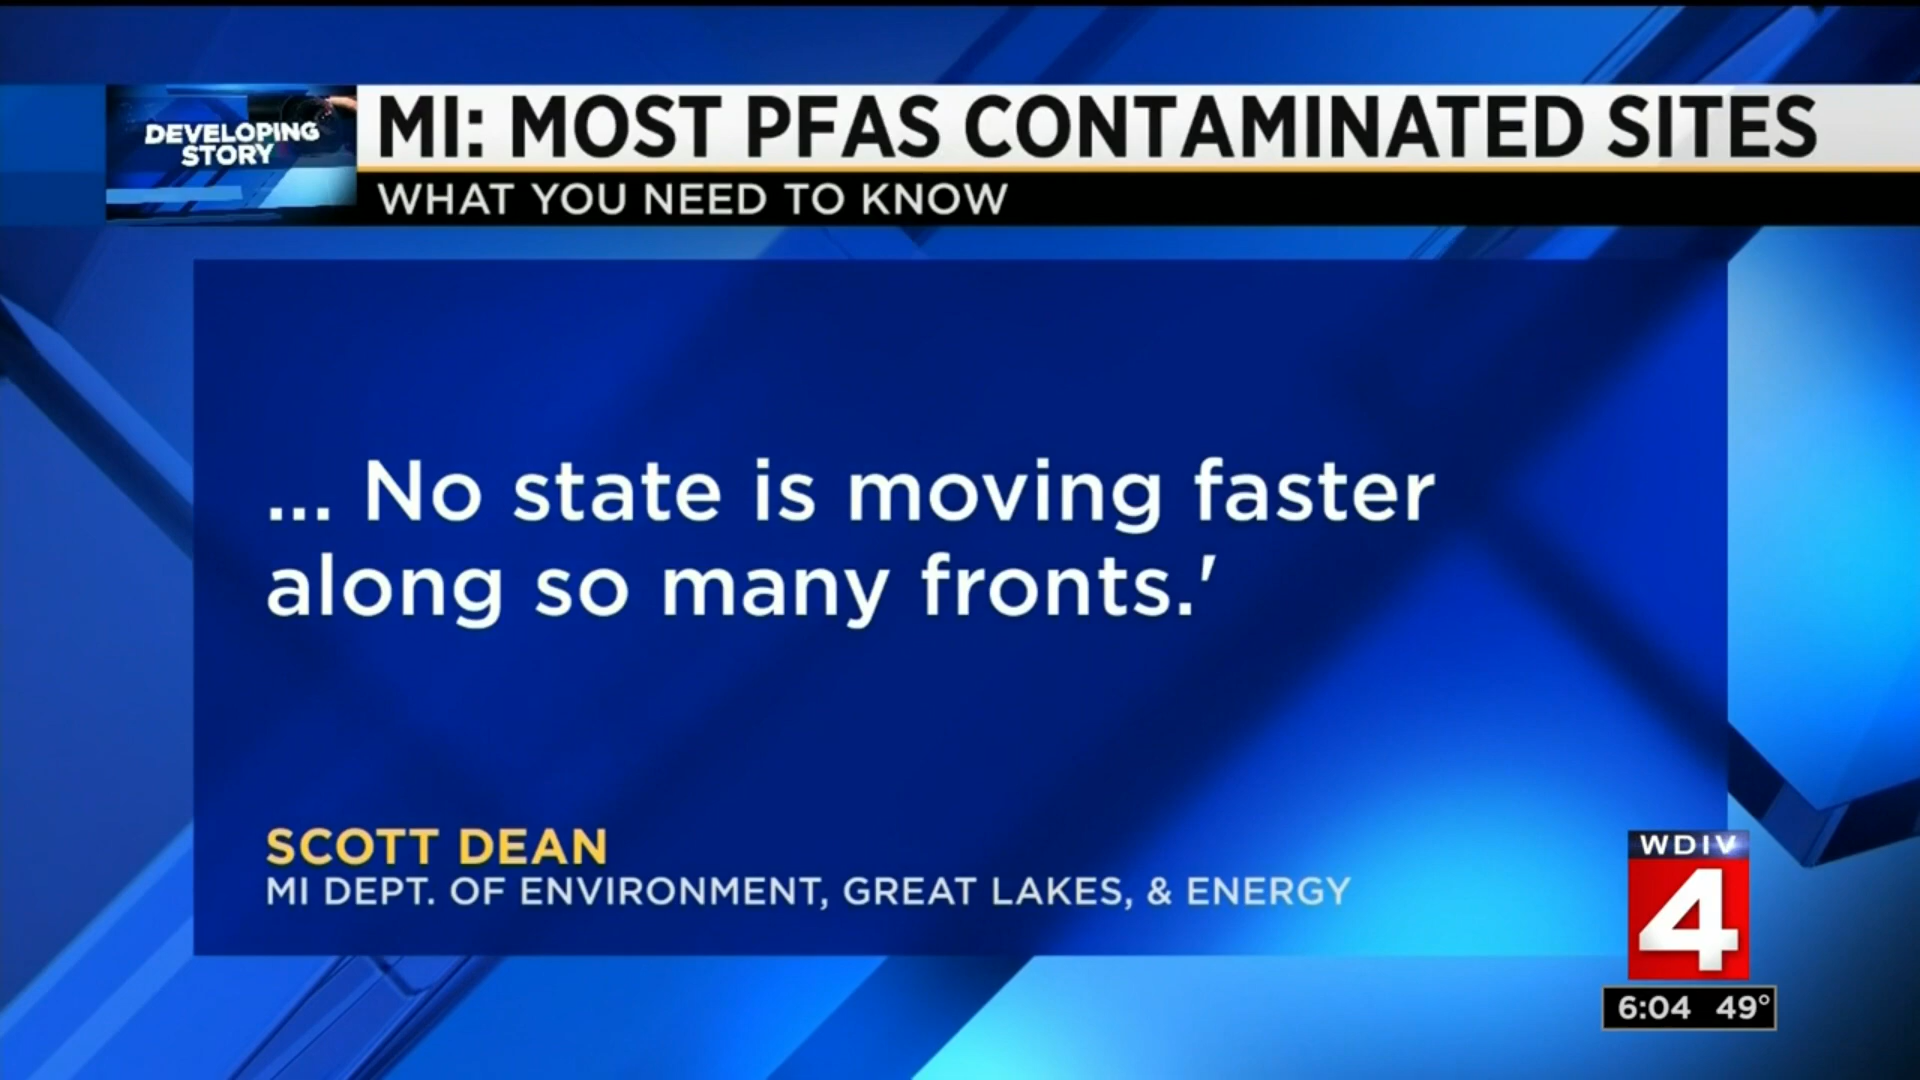 DEVELOPING
STORY
MI: MOST PFAS CONTAMINATED SITES
WHAT YOU NEED TO KNOW
... No state is moving faster
along so many fronts.'
SCOTT DEAN
MI DEPT. OF ENVIRONMENT, GREAT LAKES, & ENERGY
WDIV
4
6:04 49°